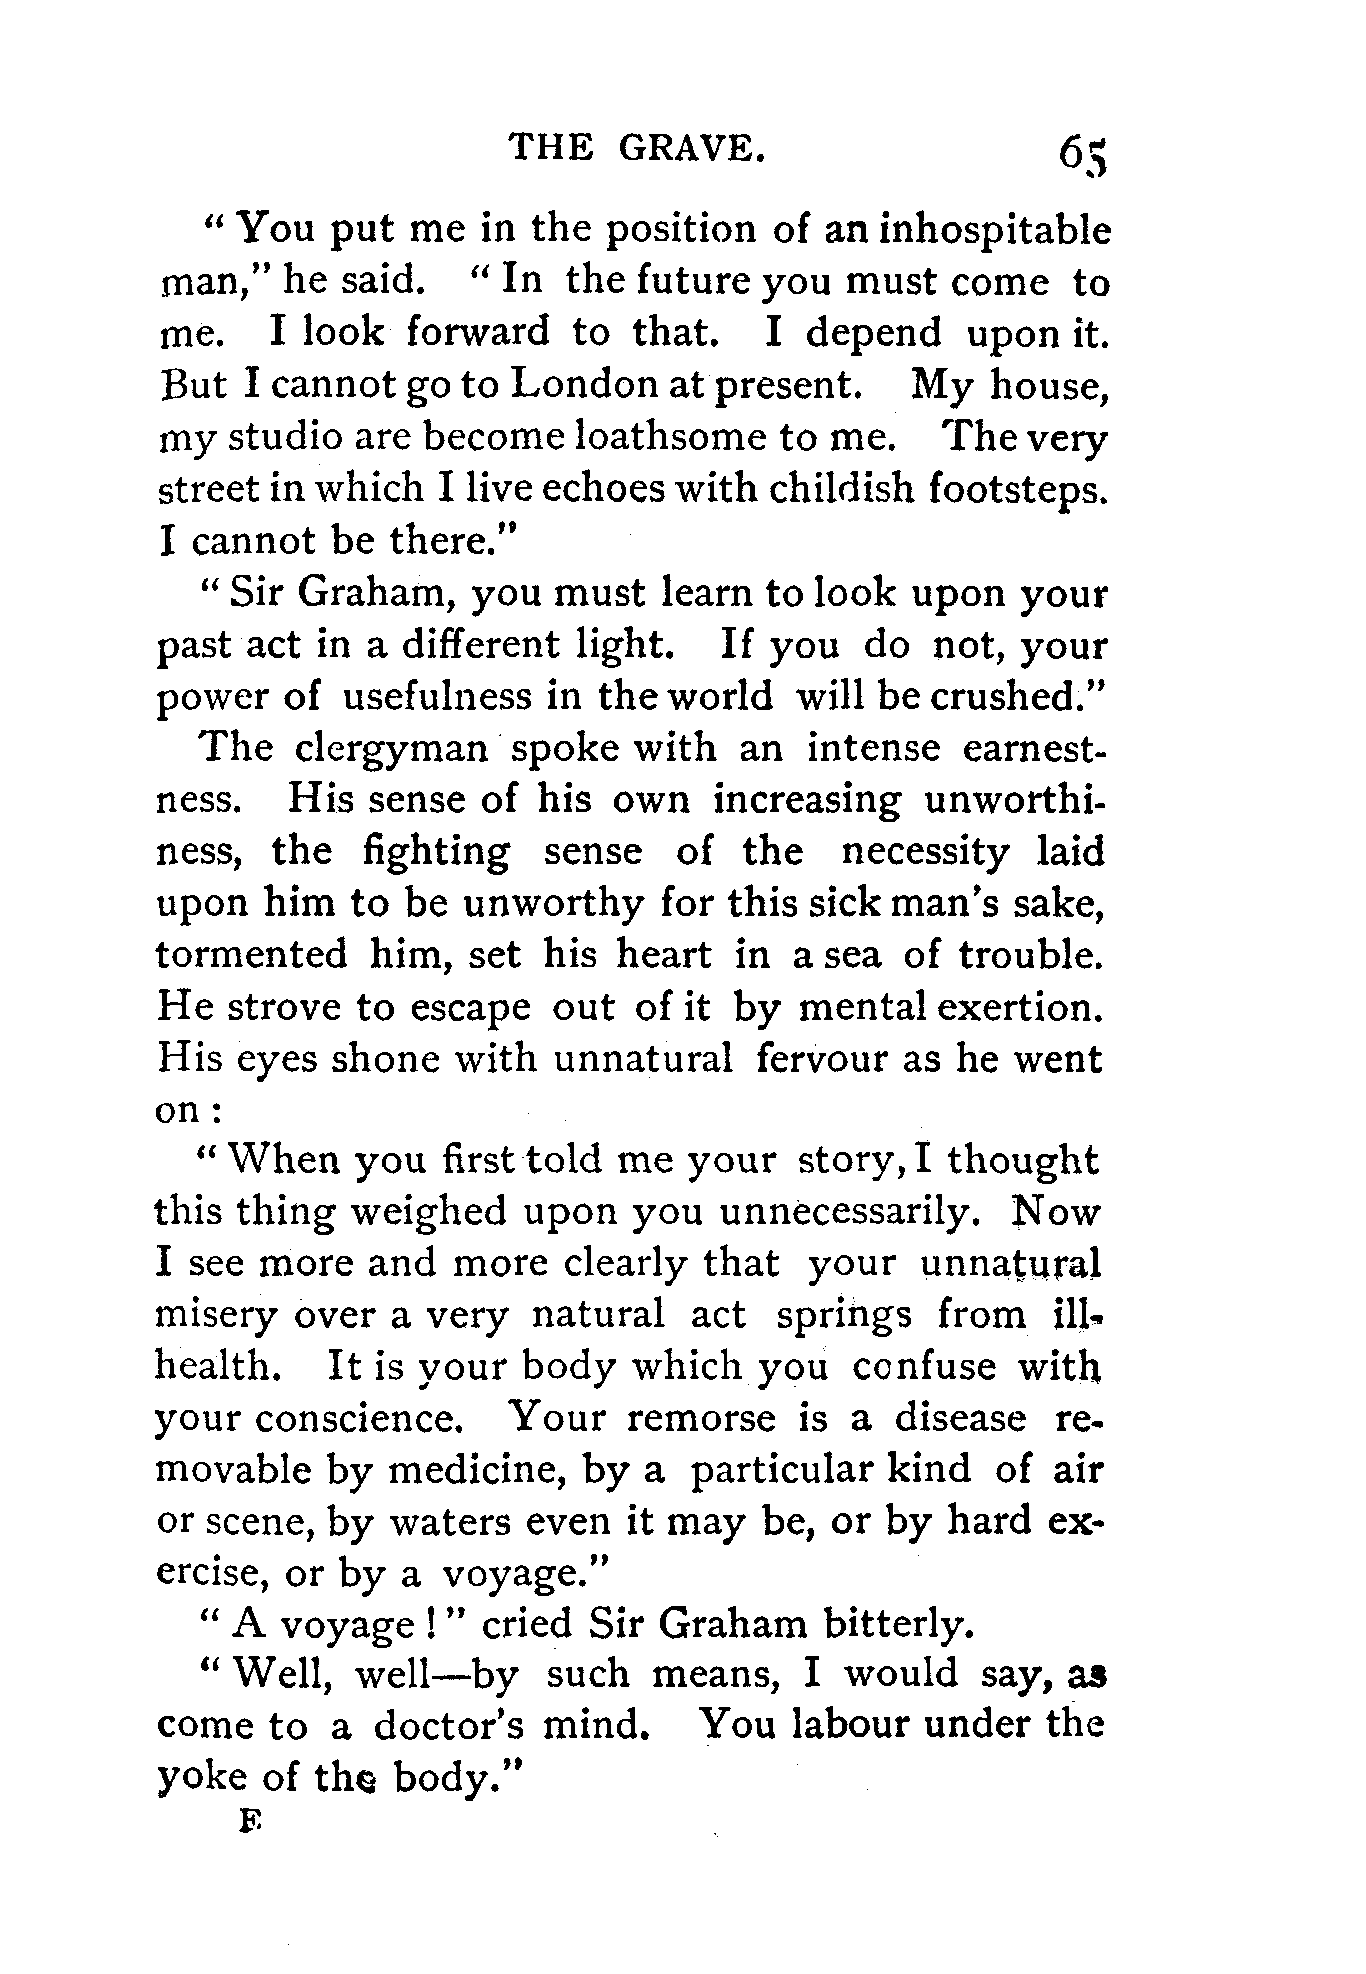 THE GRAVE. 65
" You put me in the position of an inhospitable
man," he said. " In the future you must come to
me. I look forward to that. I depend upon it.
But I cannot go to London at present. My house,
my studio are become loathsome to me. The very
street in which I live echoes with childish footsteps.
I cannot be there."
" Sir Graham, you must learn to look upon your
past act in a different light. If you do not, your
power of usefulness in the world will be crushed."
The clergyman spoke with an intense earnest-
ness. His sense of his own increasing unworthi-
ness, the fighting sense of the necessity laid
upon him to be unworthy for this sick man's sake,
tormented him, set his heart in a sea of trouble.
He strove to escape out of it by mental exertion.
His eyes shone with unnatural fervour as he went
on :
" When you first told me your story, I thought
this thing weighed upon you unnecessarily. Now
I see more and more clearly that your unnatural
misery over a very natural act springs from ill-
health. It is your body which you confuse with
your conscience. Your remorse is a disease re-
movable by medicine, by a particular kind of air
or scene, by waters even it may be, or by hard ex-
ercise, or by a voyage."
" A voyage ! " cried Sir Graham bitterly.
" Well, well—by such means, I would say, as
come to a doctor's mind. You labour under the
yoke of the body."
F